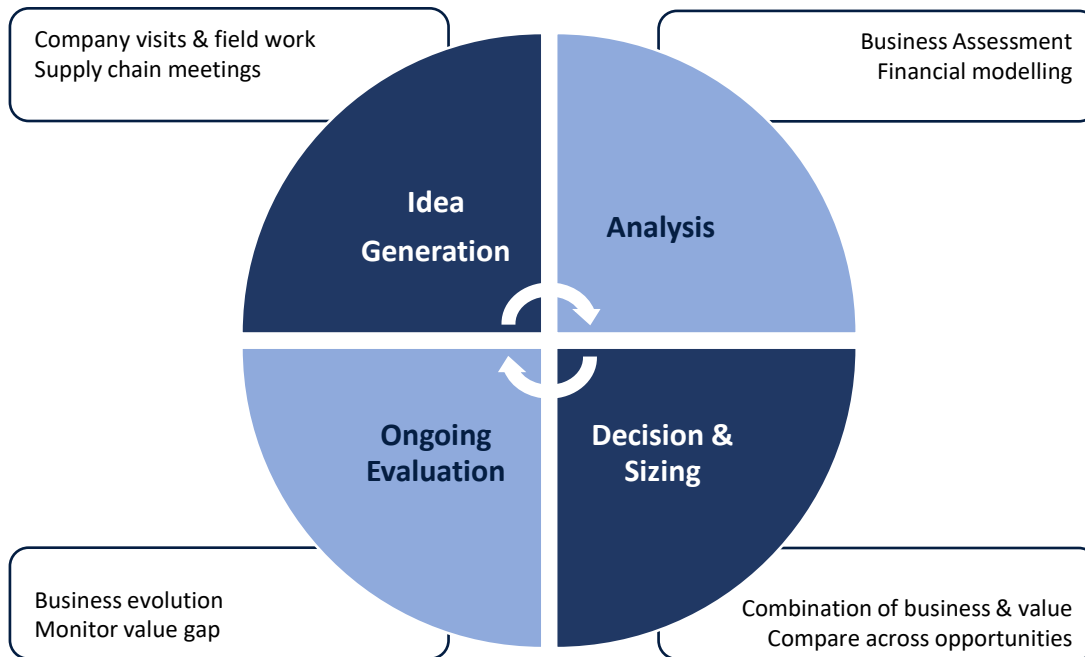 Company visits & field work
Supply chain meetings
Business Assessment
Financial modelling
Idea
Generation
Analysis
Ongoing
Evaluation
Decision &
Sizing
Business evolution
Monitor value gap
Combination of business & value
Compare across opportunities